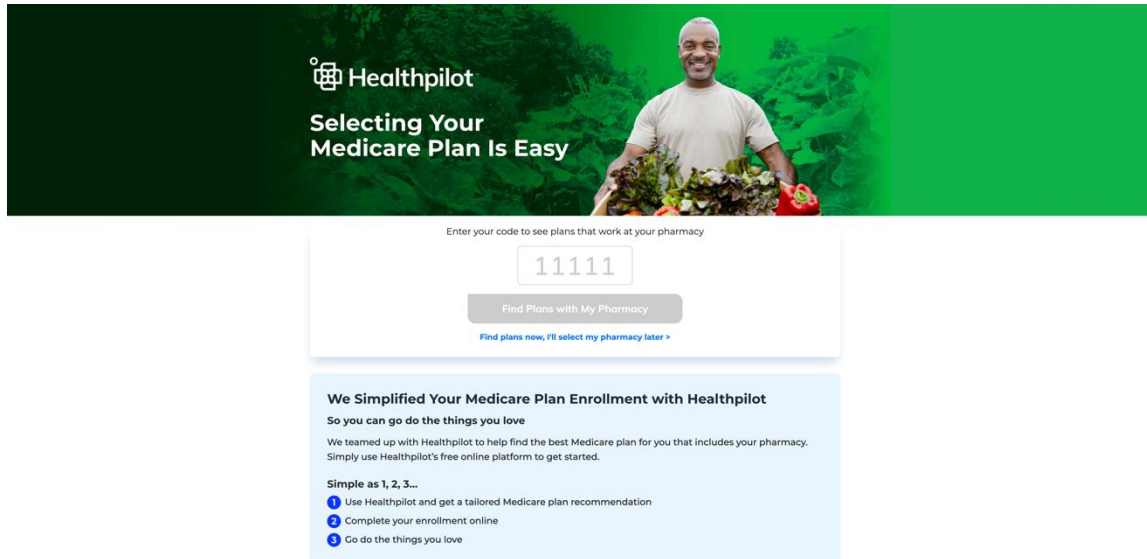 Healthpilot
Selecting Your
Medicare Plan Is Easy
Enter your code to see plans that work at your pharmacy
11111
Find Plans with My Pharmacy
Find plans now, I'll select my pharmacy later >
We Simplified Your Medicare Plan Enrollment with Healthpilot
So you can go do the things you love
We teamed up with Healthpilot to help find the best Medicare plan for you that includes your pharmacy.
Simply use Healthpilot's free online platform to get started.
Simple as 1, 2, 3...
1 Use Healthpilot and get a tailored Medicare plan recommendation
2 Complete your enrollment online
3 Go do the things you love